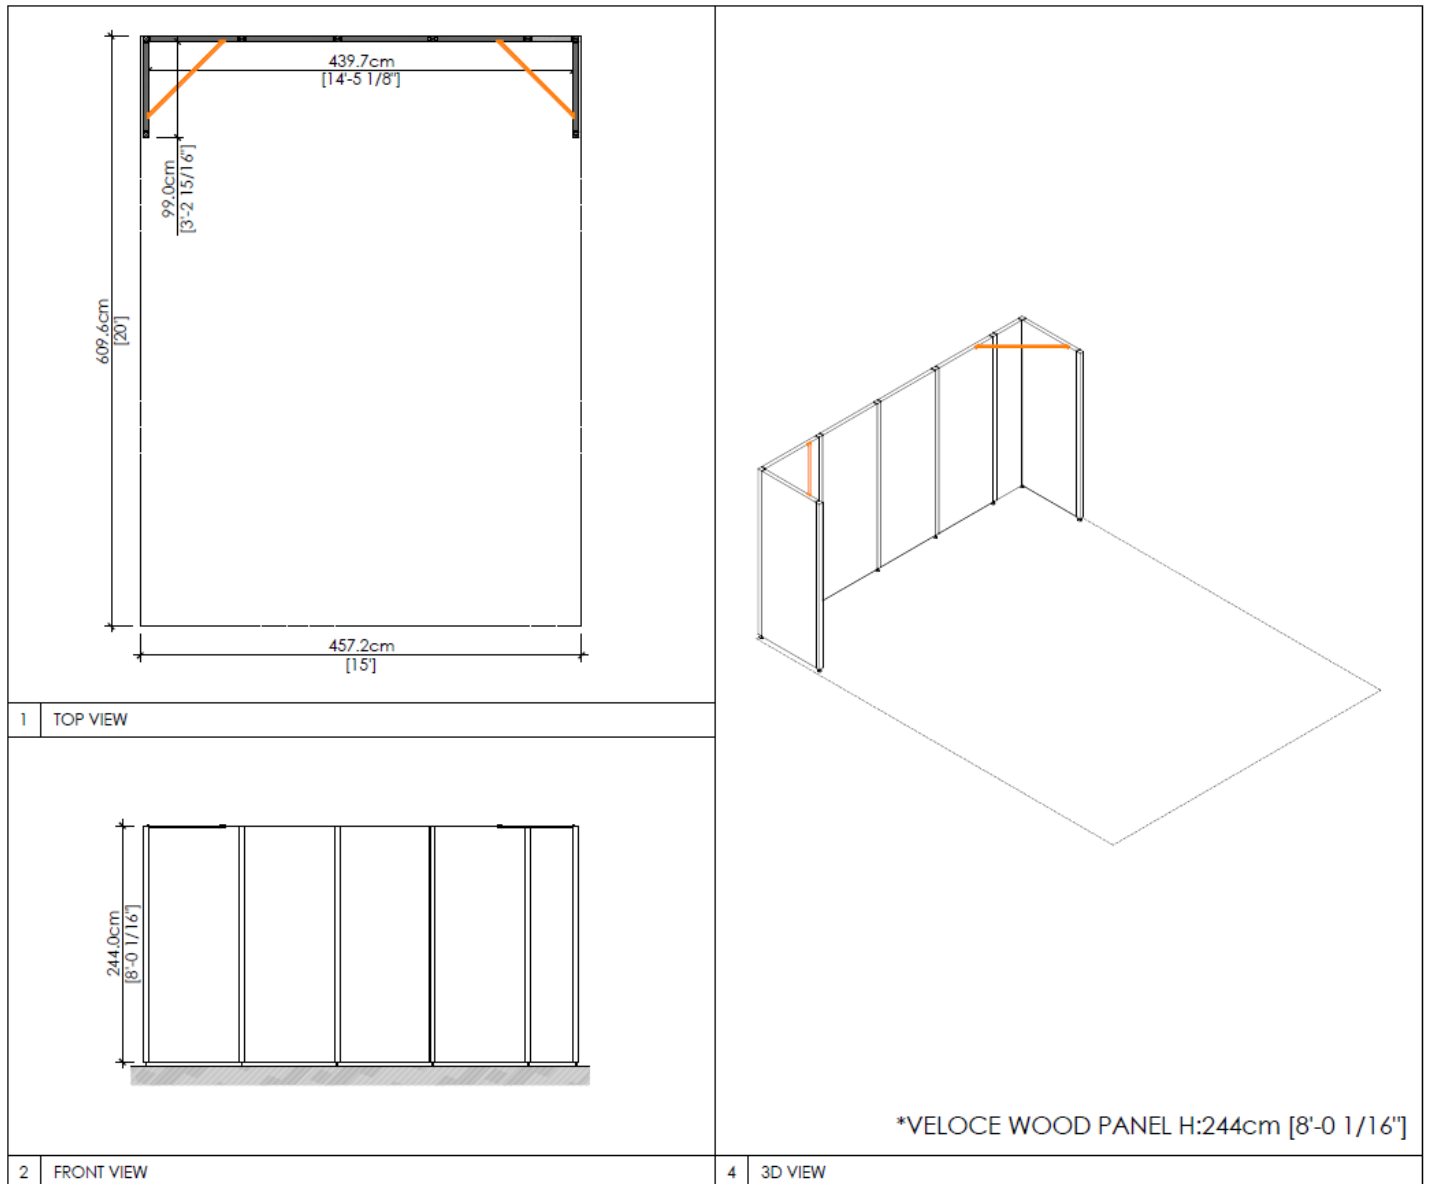 439.7cm
[14'-5 1/8"]
99.0cm
[3'-2 15/16"]
609.6cm
[20']
457.2cm
[15']
1 TOP VIEW
244.0cm
[8'-0 1/16"]
2 FRONT VIEW
*VELOCE WOOD PANEL H:244cm [8'-0 1/16"]
4 3D VIEW